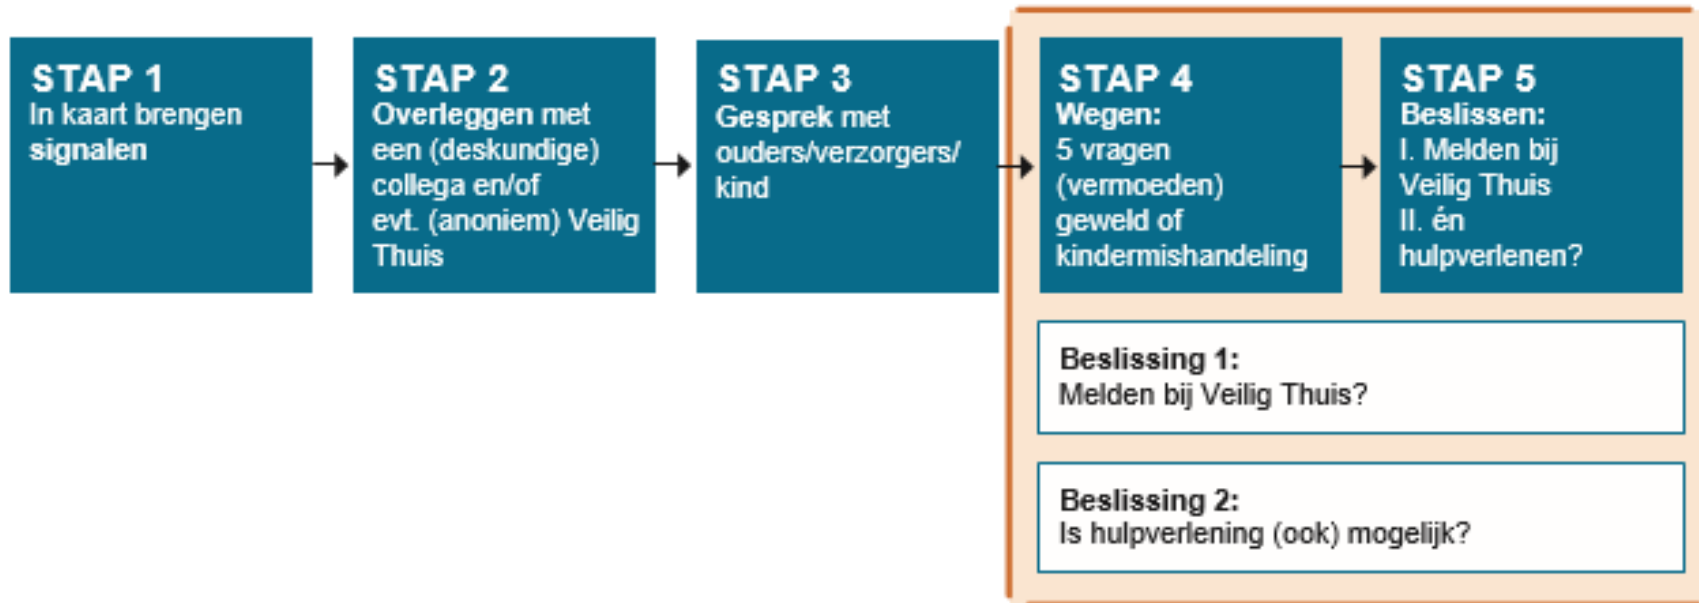 STAP 1
In kaart brengen
signalen
STAP 2
Overleggen met
een (deskundige)
collega en/of
evt. (anoniem) Veilig
Thuis
STAP 3
Gesprek met
ouders/verzorgers/
kind
STAP 4
Wegen:
5 vragen
(vermoeden)
geweld of
kindermishandeling
STAP 5
Beslissen:
I. Melden bij
Veilig Thuis
II. én
hulpverlenen?
Beslissing 1:
Melden bij Veilig Thuis?
Beslissing 2:
Is hulpverlening (ook) mogelijk?